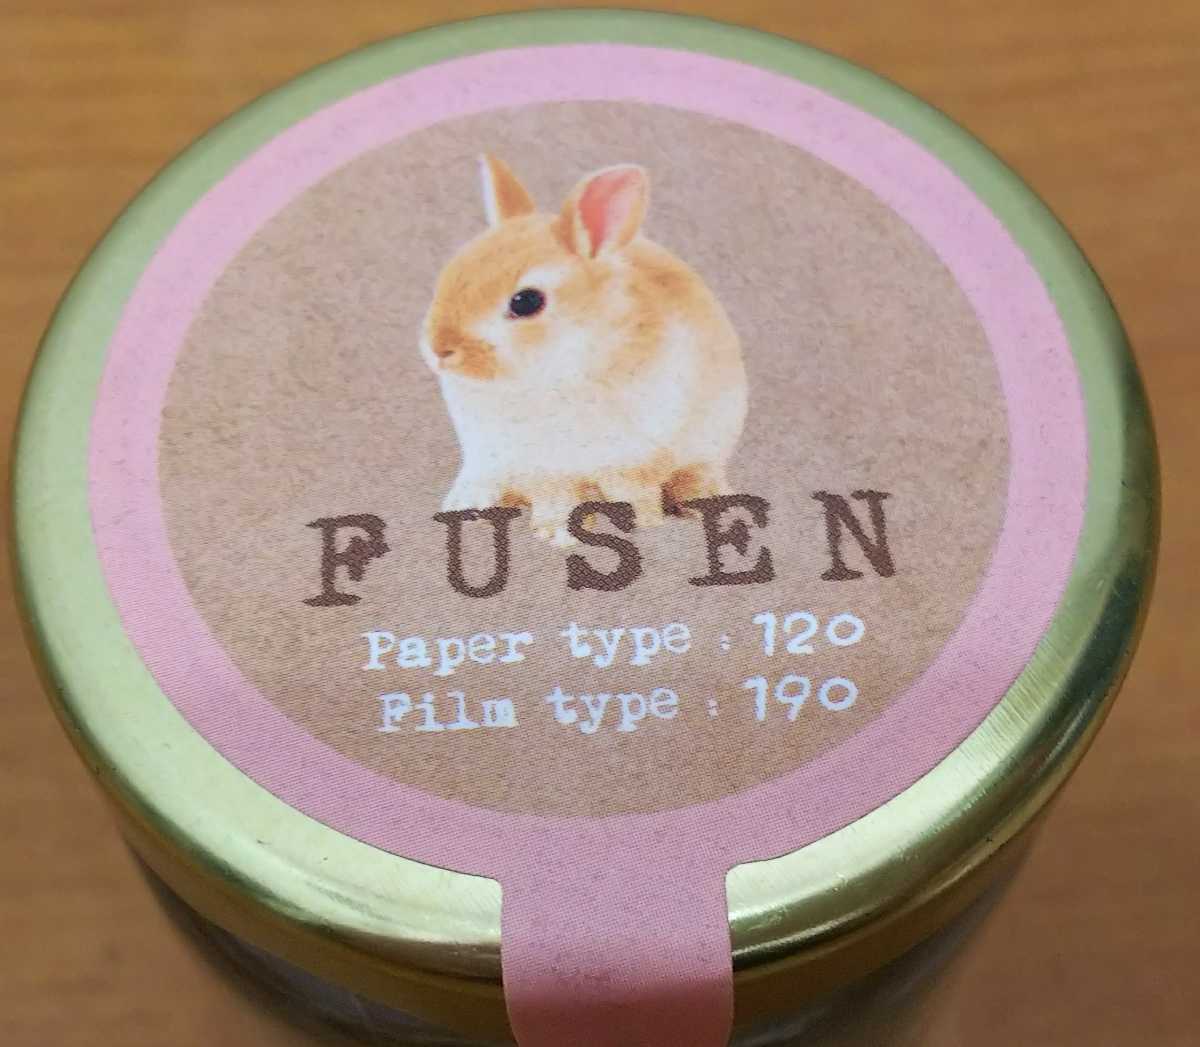 FUSEN
Paper type : 120
Film type : 190